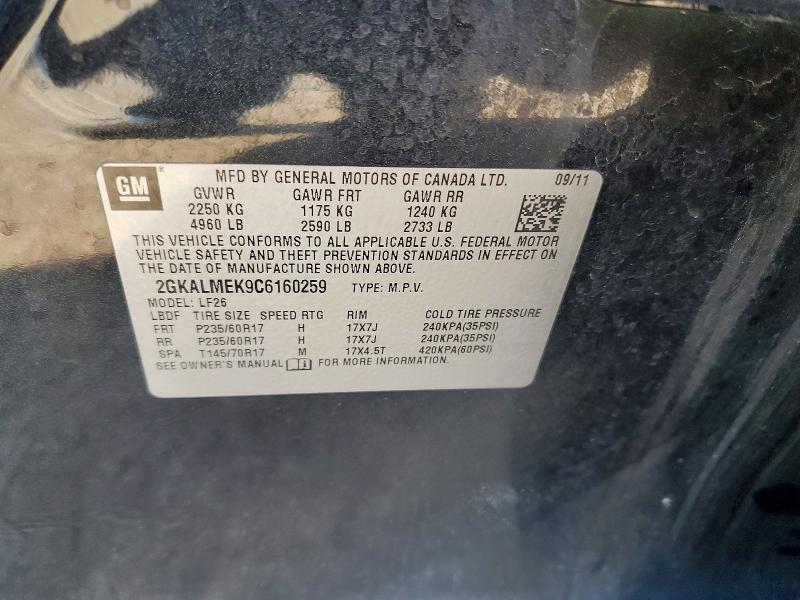 GM
MFD BY GENERAL MOTORS OF CANADA LTD. 09/11
GVWR GAWR FRT GAWR RR
2250 KG 1175 KG 1240 KG
4960 LB 2590 LB 2733 LB
THIS VEHICLE CONFORMS TO ALL APPLICABLE U.S. FEDERAL MOTOR
VEHICLE SAFETY AND THEFT PREVENTION STANDARDS IN EFFECT ON
THE DATE OF MANUFACTURE SHOWN ABOVE.
2GKALMEK9C6160259 TYPE: M.P.V.
MODEL: LF26
LBDF TIRE SIZE SPEED RTG RIM COLD TIRE PRESSURE
FRT P235/60R17 H 17X7J 240KPA(35PSI)
RR P235/60R17 H 17X7J 240KPA(35PSI)
SPA T145/70R17 M 17X4.5T 420KPA(60PSI)
SEE OWNER'S MANUAL FOR MORE INFORMATION.